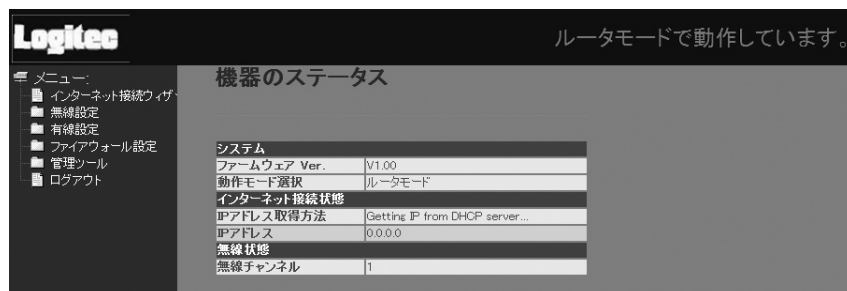 Logitec
ルータモードで動作しています。
メニュー:
インターネット接続ウィザ
無線設定
有線設定
ファイアウォール設定
管理ツール
ログアウト
機器のステータス
システム
ファームウェア Ver. V1.00
動作モード選択 ルータモード
インターネット接続状態
IPアドレス取得方法 Getting IP from DHCP server...
IPアドレス 0.0.0.0
無線状態
無線チャンネル 1